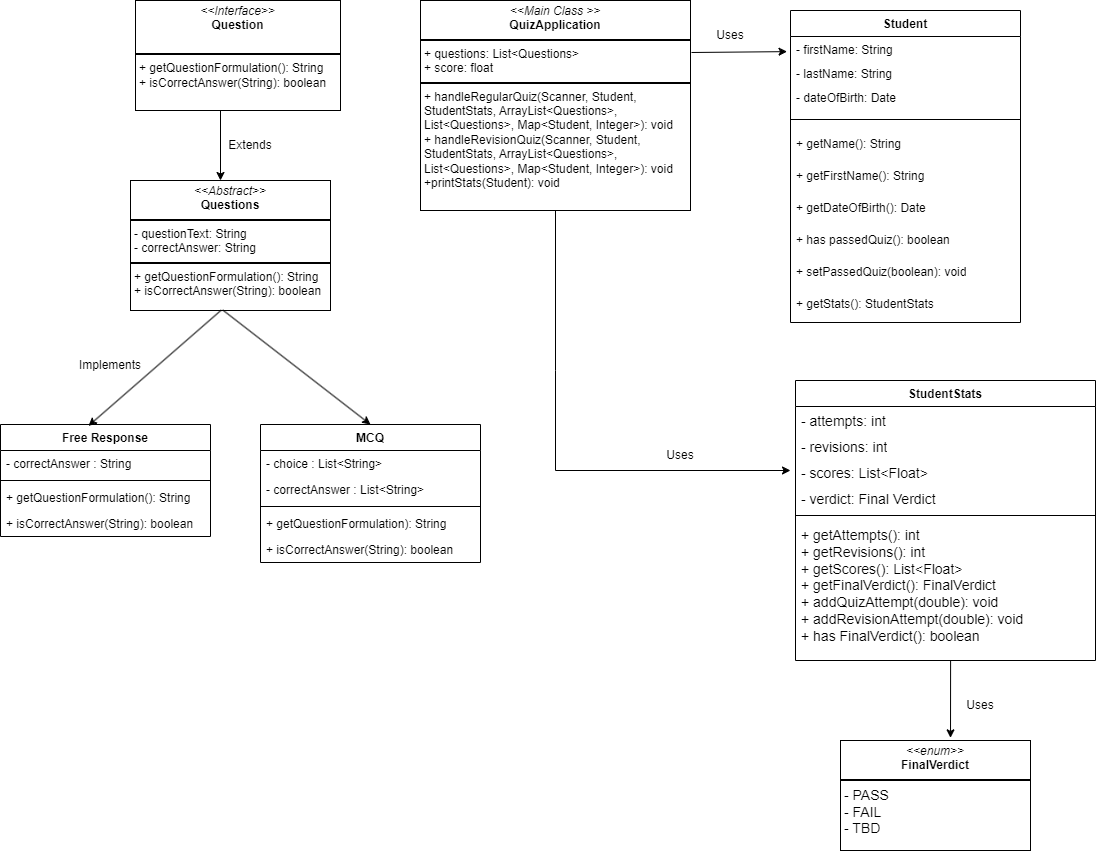 <<Interface>>
Question
+ getQuestionFormulation(): String
+ isCorrectAnswer(String): boolean
Extends
<<Abstract>>
Questions
- questionText: String
- correctAnswer: String
+ getQuestionFormulation(): String
+ isCorrectAnswer(String): boolean
Implements
Free Response
- correctAnswer : String
+ getQuestionFormulation(): String
+ isCorrectAnswer(String): boolean
MCQ
- choice : List<String>
- correctAnswer : List<String>
+ getQuestionFormulation): String
+ isCorrectAnswer(String): boolean
<<Main Class >>
QuizApplication
+ questions: List<Questions>
+ score: float
+ handleRegularQuiz(Scanner, Student,
StudentStats, ArrayList<Questions>,
List<Questions>, Map<Student, Integer>): void
+ handleRevisionQuiz(Scanner, Student,
StudentStats, ArrayList<Questions>,
List<Questions>, Map<Student, Integer>): void
+printStats(Student): void
Uses
Student
- firstName: String
- lastName: String
- dateOfBirth: Date
+ getName(): String
+ getFirstName(): String
+ getDateOfBirth(): Date
+ has passedQuiz(): boolean
+ setPassedQuiz(boolean): void
+ getStats(): StudentStats
Uses
StudentStats
- attempts: int
- revisions: int
- scores: List<Float>
- verdict: Final Verdict
+ getAttempts(): int
+ getRevisions(): int
+ getScores(): List<Float>
+ getFinalVerdict(): FinalVerdict
+ addQuizAttempt(double): void
+ addRevisionAttempt(double): void
+ has FinalVerdict(): boolean
Uses
<<enum>>
FinalVerdict
- PASS
- FAIL
- TBD